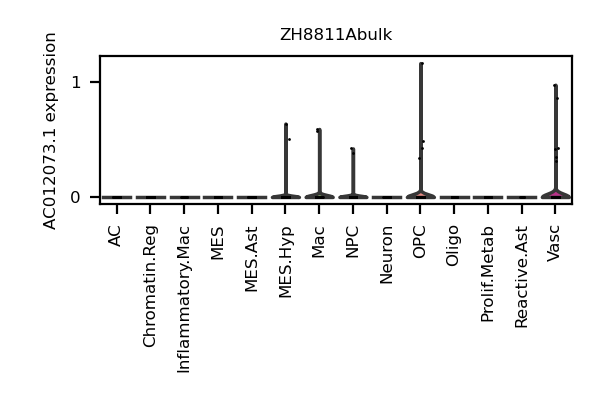 ZH8811Abulk
AC012073.1 expression
1
0
AC
Chromatin.Reg
Inflammatory.Mac
MES
MES.Ast
MES.Hyp
Mac
NPC
Neuron
OPC
Oligo
Prolif.Metab
Reactive.Ast
Vasc